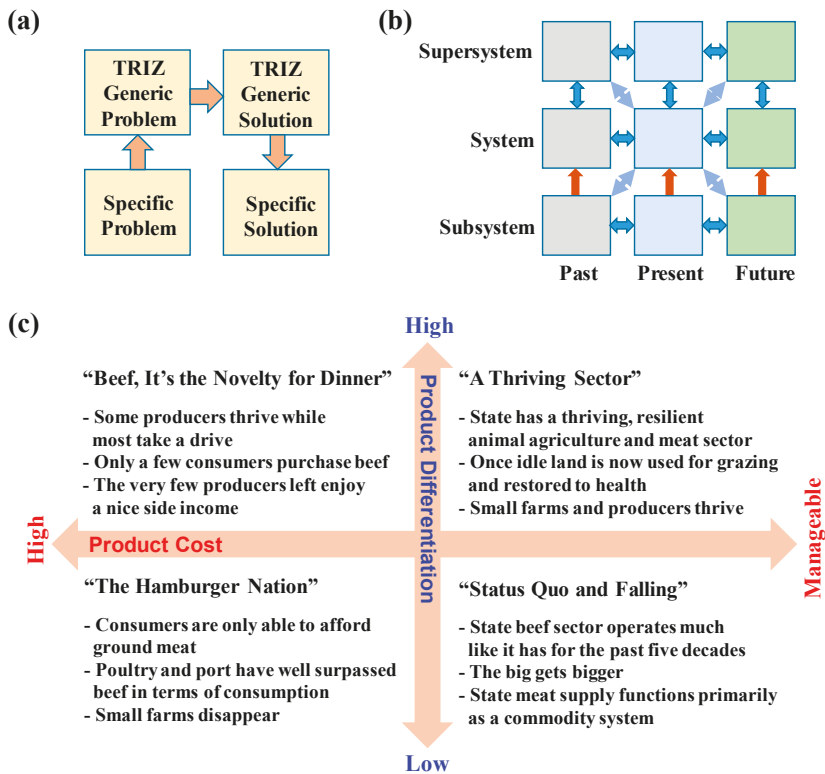 (a)
TRIZ
Generic
Problem
TRIZ
Generic
Solution
Specific
Problem
Specific
Solution
(b)
Supersystem
System
Subsystem
Past
Present
Future
(c)
High
Product Differentiation
Low
High
Product Cost
Manageable
“Beef, It’s the Novelty for Dinner”
- Some producers thrive while
most take a drive
- Only a few consumers purchase beef
- The very few producers left enjoy
a nice side income
“A Thriving Sector”
- State has a thriving, resilient
animal agriculture and meat sector
- Once idle land is now used for grazing
and restored to health
- Small farms and producers thrive
“The Hamburger Nation”
- Consumers are only able to afford
ground meat
- Poultry and port have well surpassed
beef in terms of consumption
- Small farms disappear
“Status Quo and Falling”
- State beef sector operates much
like it has for the past five decades
- The big gets bigger
- State meat supply functions primarily
as a commodity system